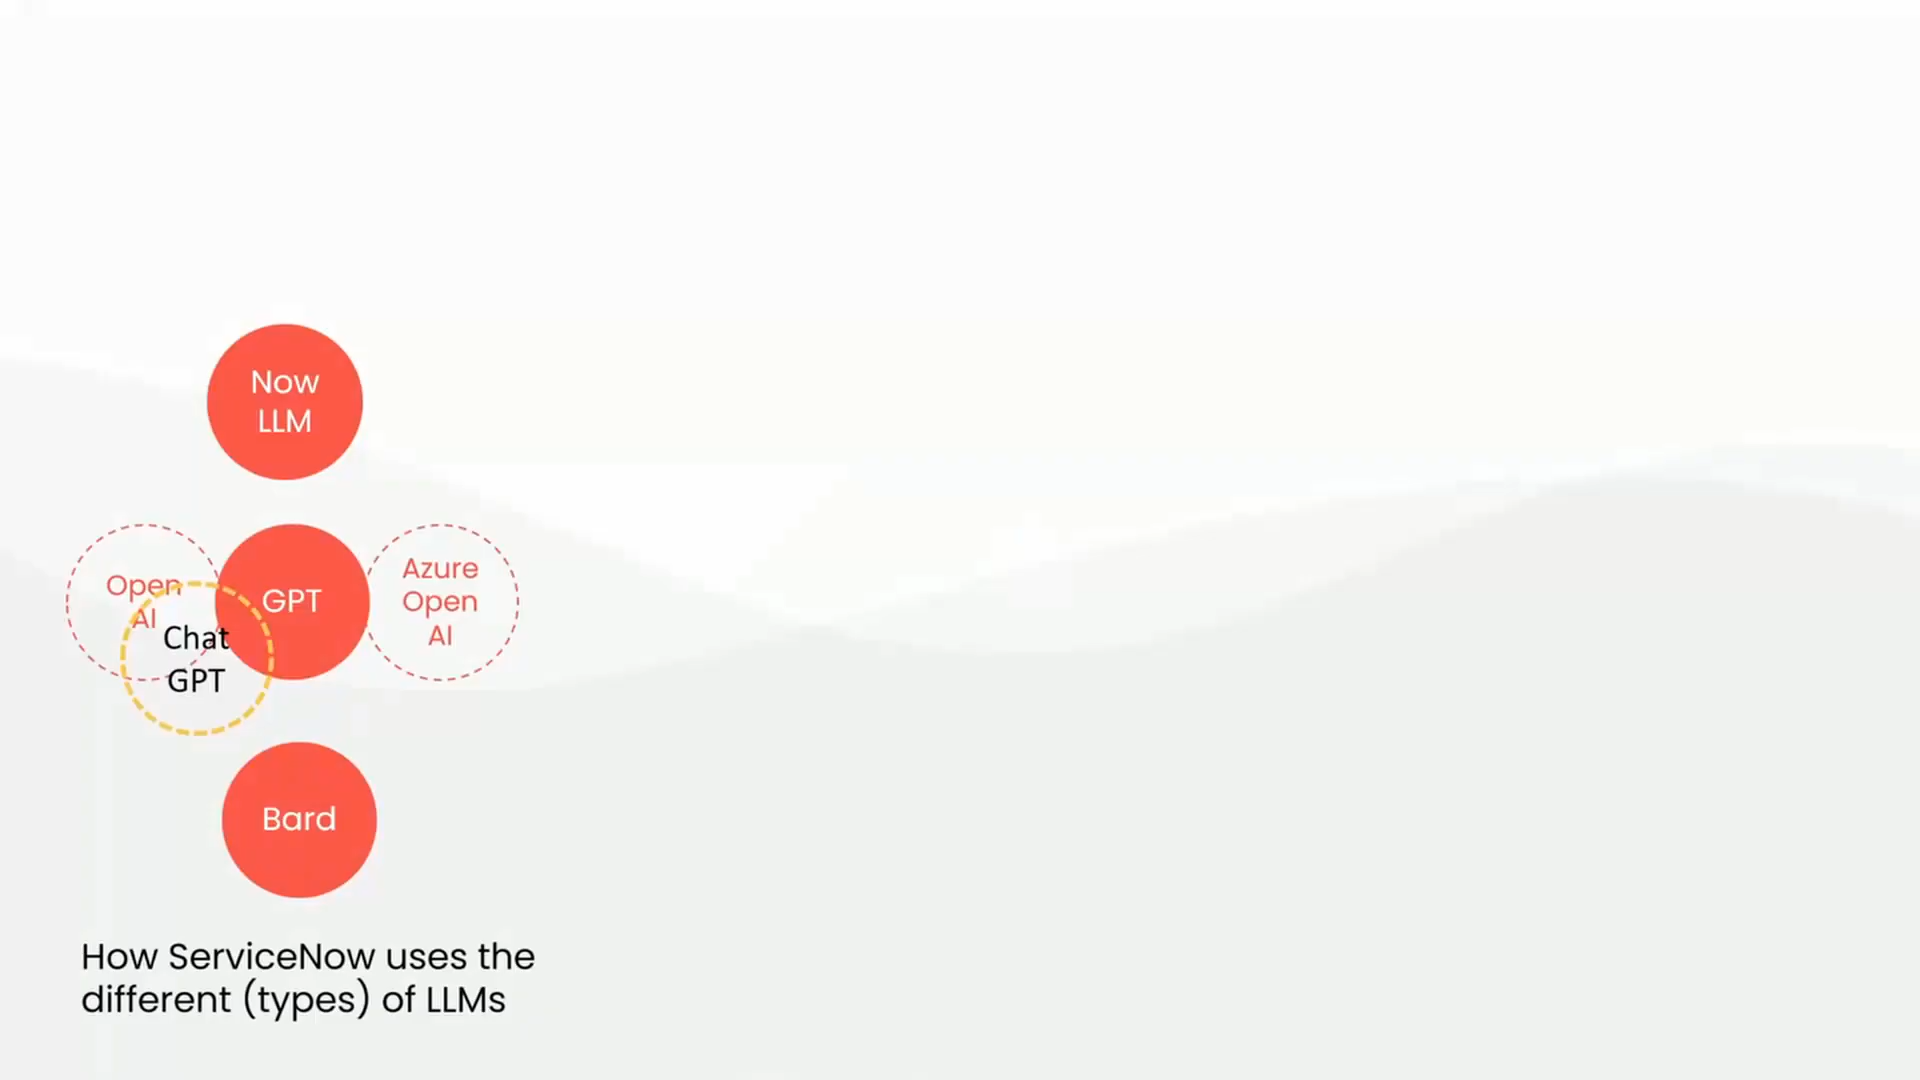 Now
LLM
Open
AI
Chat
GPT
GPT
Azure
Open
AI
Bard
How ServiceNow uses the
different (types) of LLMs